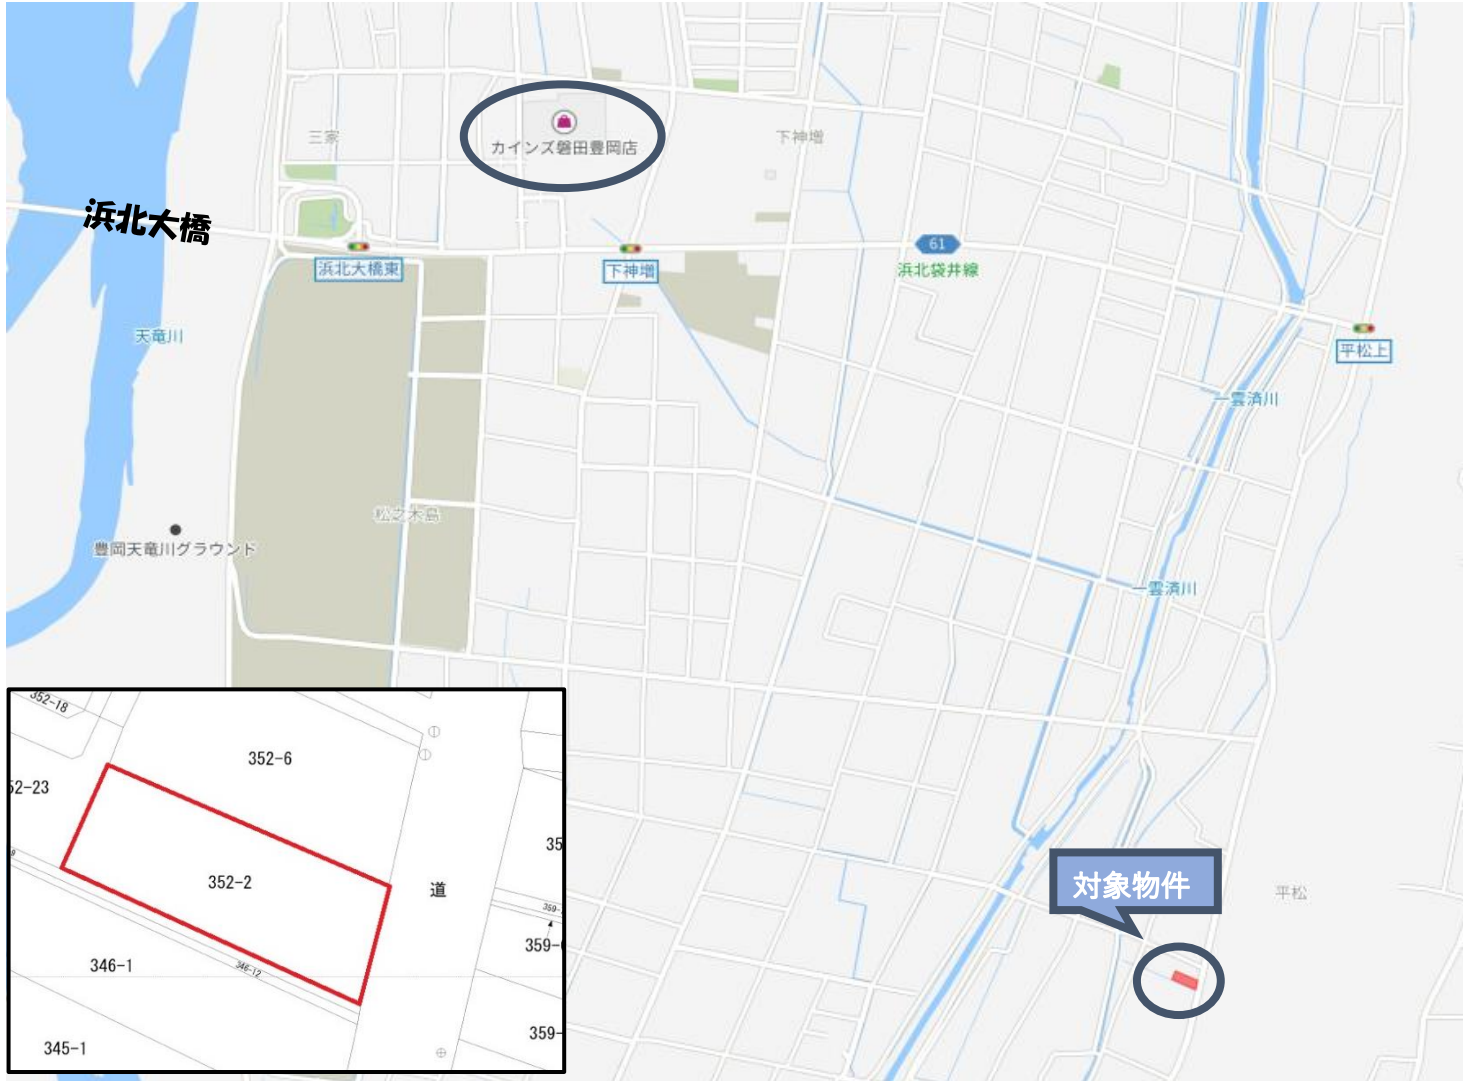 三家
カインズ磐田豊岡店
下神増
浜北大橋
浜北大橋東
下神増
61
浜北袋井線
天竜川
平松上
一雲済川
松之木島
豊岡天竜川グラウンド
一雲済川
対象物件
平松
352-18
352-6
52-23
352-2
道
35
359-
346-1
346-12
359-
345-1
359-